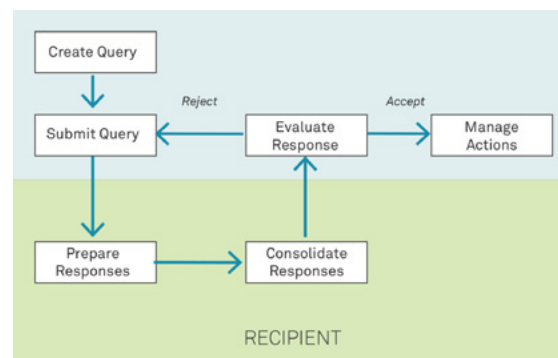 Create Query
Reject
Accept
Submit Query
Evaluate
Response
Manage
Actions
Prepare
Responses
Consolidate
Responses
RECIPIENT